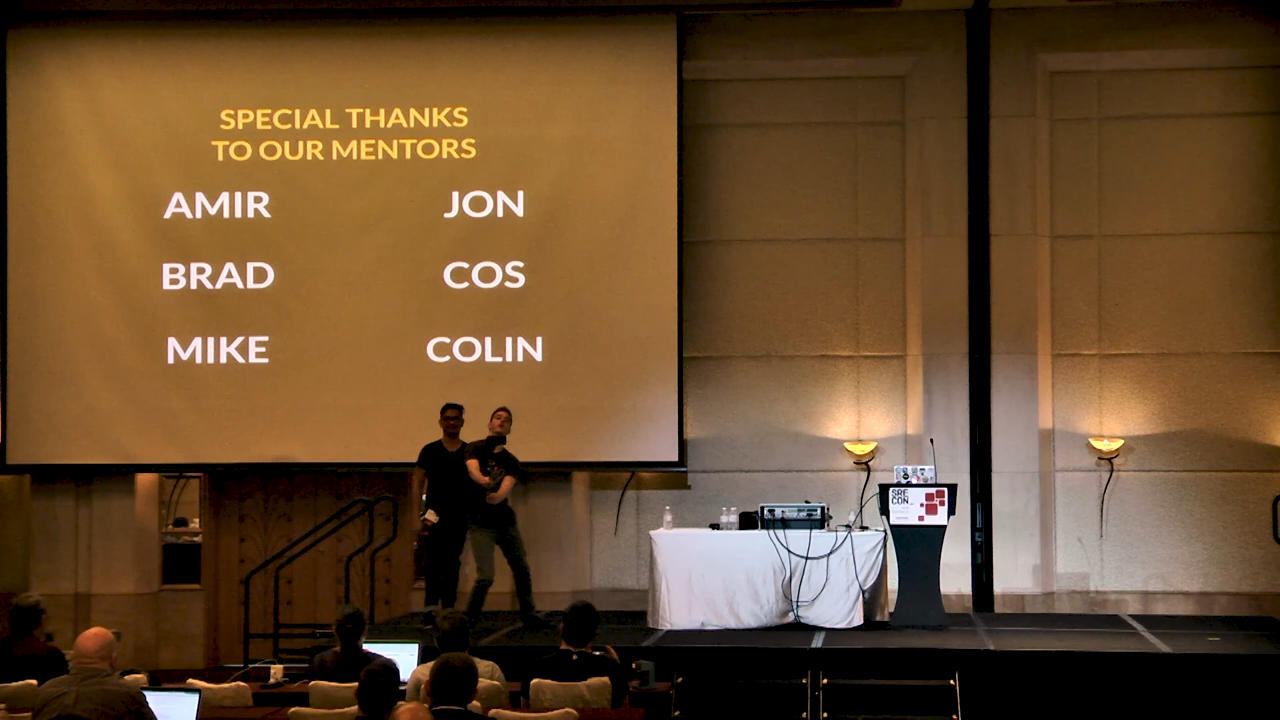 SPECIAL THANKS
TO OUR MENTORS
AMIR
JON
BRAD
COS
MIKE
COLIN
SRE
CON